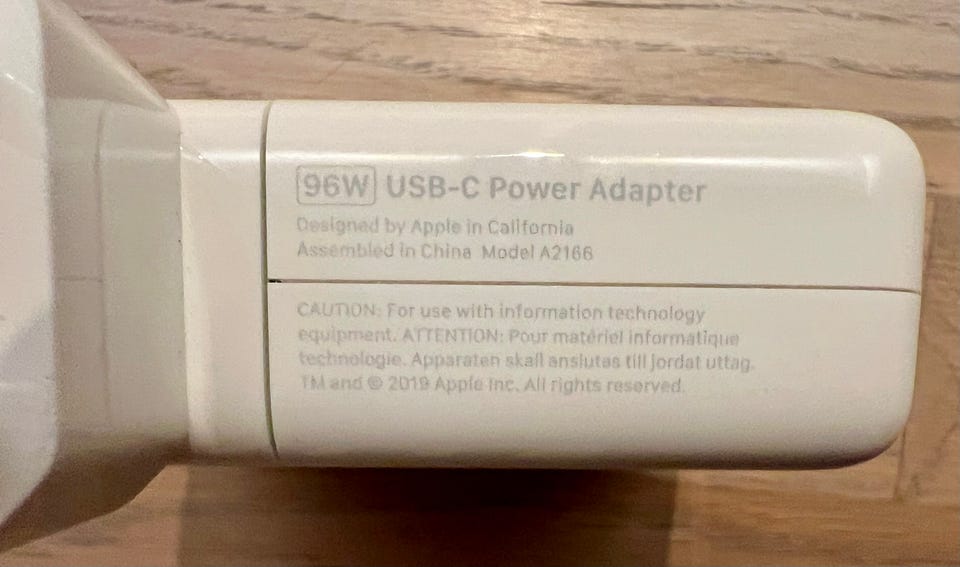 96W USB-C Power Adapter
Designed by Apple in California
Assembled in China Model A2166
CAUTION: For use with information technology
equipment. ATTENTION: Pour matériel informatique
technologie. Apparaten skall anslutas till jordat uttag.
TM and © 2019 Apple Inc. All rights reserved.